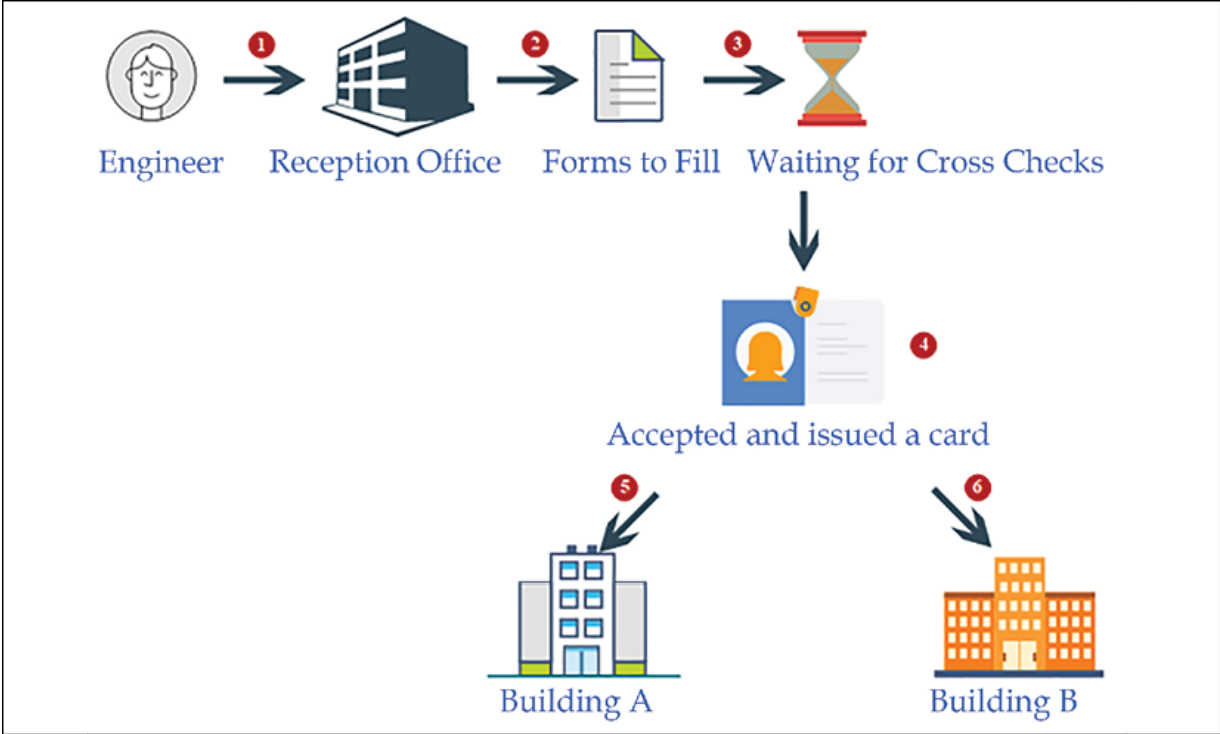 1
2
3
Engineer
Reception Office
Forms to Fill
Waiting for Cross Checks
4
Accepted and issued a card
5
6
Building A
Building B